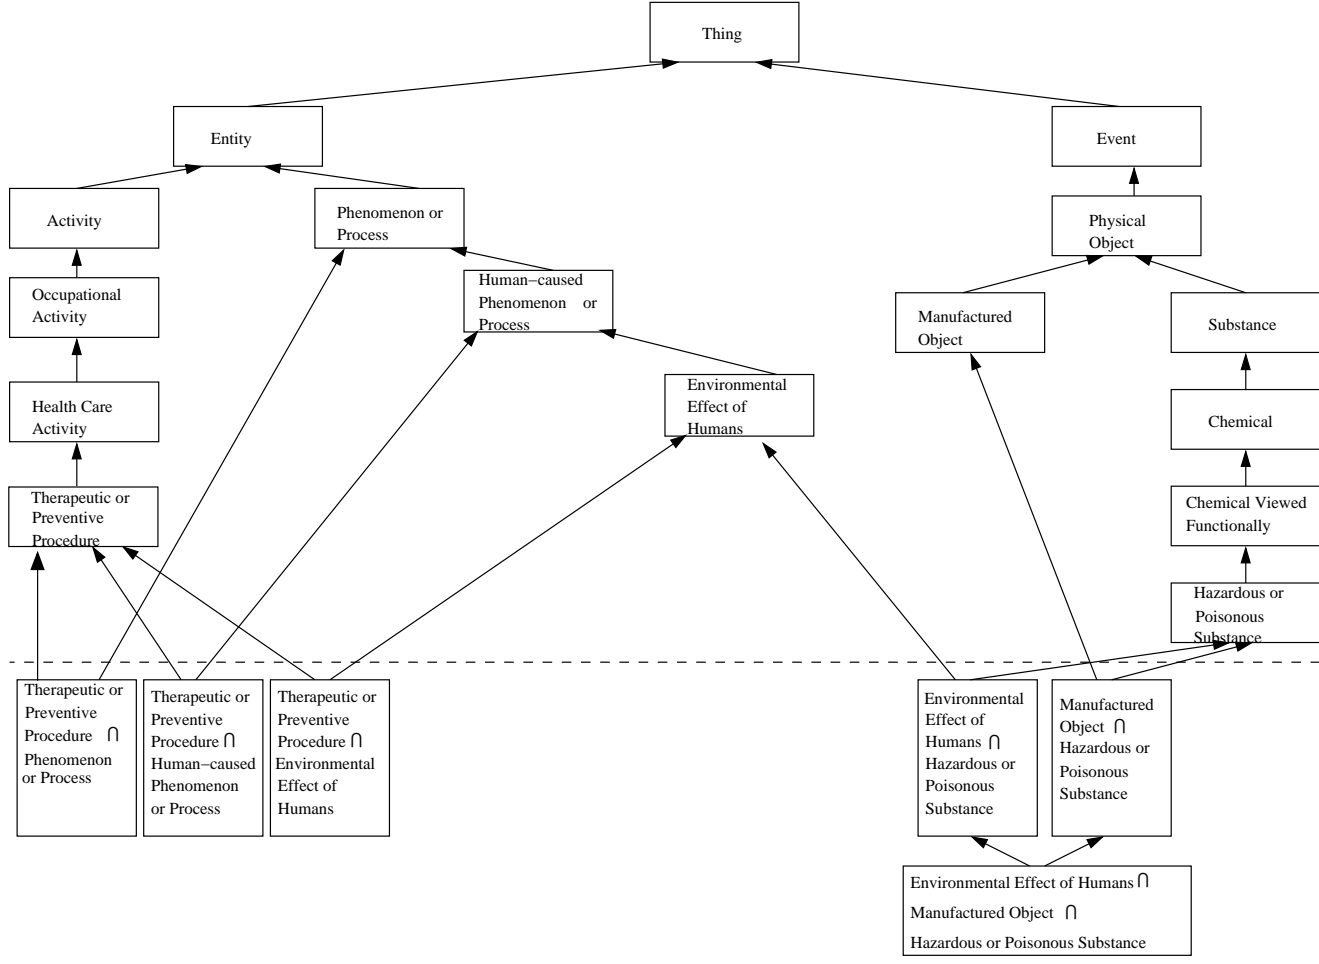 Thing
Entity
Event
Activity
Phenomenon or
Process
Physical
Object
Occupational
Activity
Human−caused
Phenomenon or
Process
Manufactured
Object
Substance
Health Care
Activity
Environmental
Effect of
Humans
Chemical
Therapeutic or
Preventive
Procedure
Chemical Viewed
Functionally
Hazardous or
Poisonous
Substance
Therapeutic or
Preventive
Procedure ∩
Phenomenon
or Process
Therapeutic or
Preventive
Procedure ∩
Human−caused
Phenomenon
or Process
Therapeutic or
Preventive
Procedure ∩
Environmental
Effect of
Humans
Environmental
Effect of
Humans ∩
Hazardous or
Poisonous
Substance
Manufactured
Object ∩
Hazardous or
Poisonous
Substance
Environmental Effect of Humans ∩
Manufactured Object ∩
Hazardous or Poisonous Substance